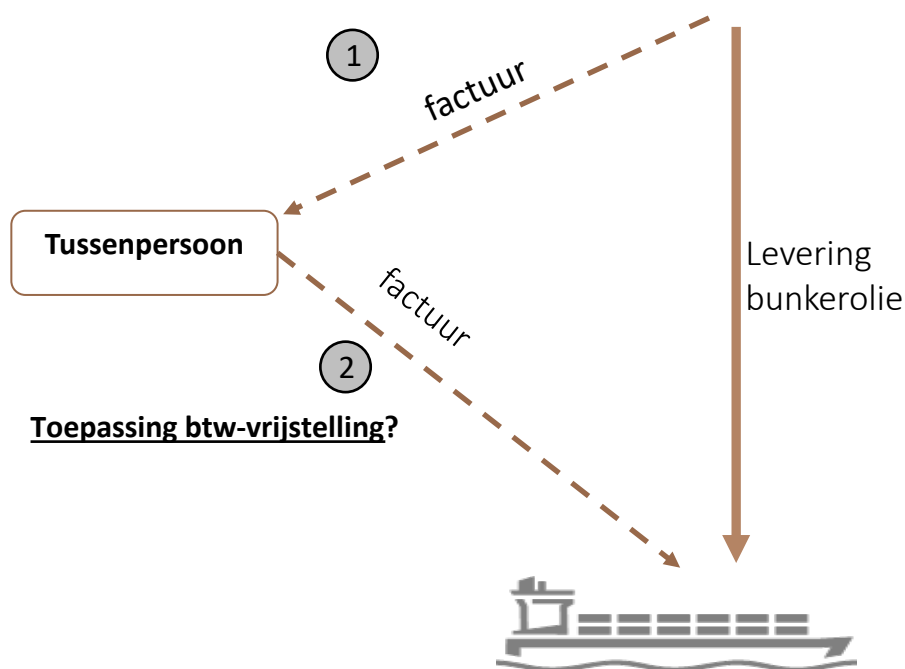 1
factuur
Tussenpersoon
Levering
bunkerolie
factuur
2
Toepassing btw-vrijstelling?